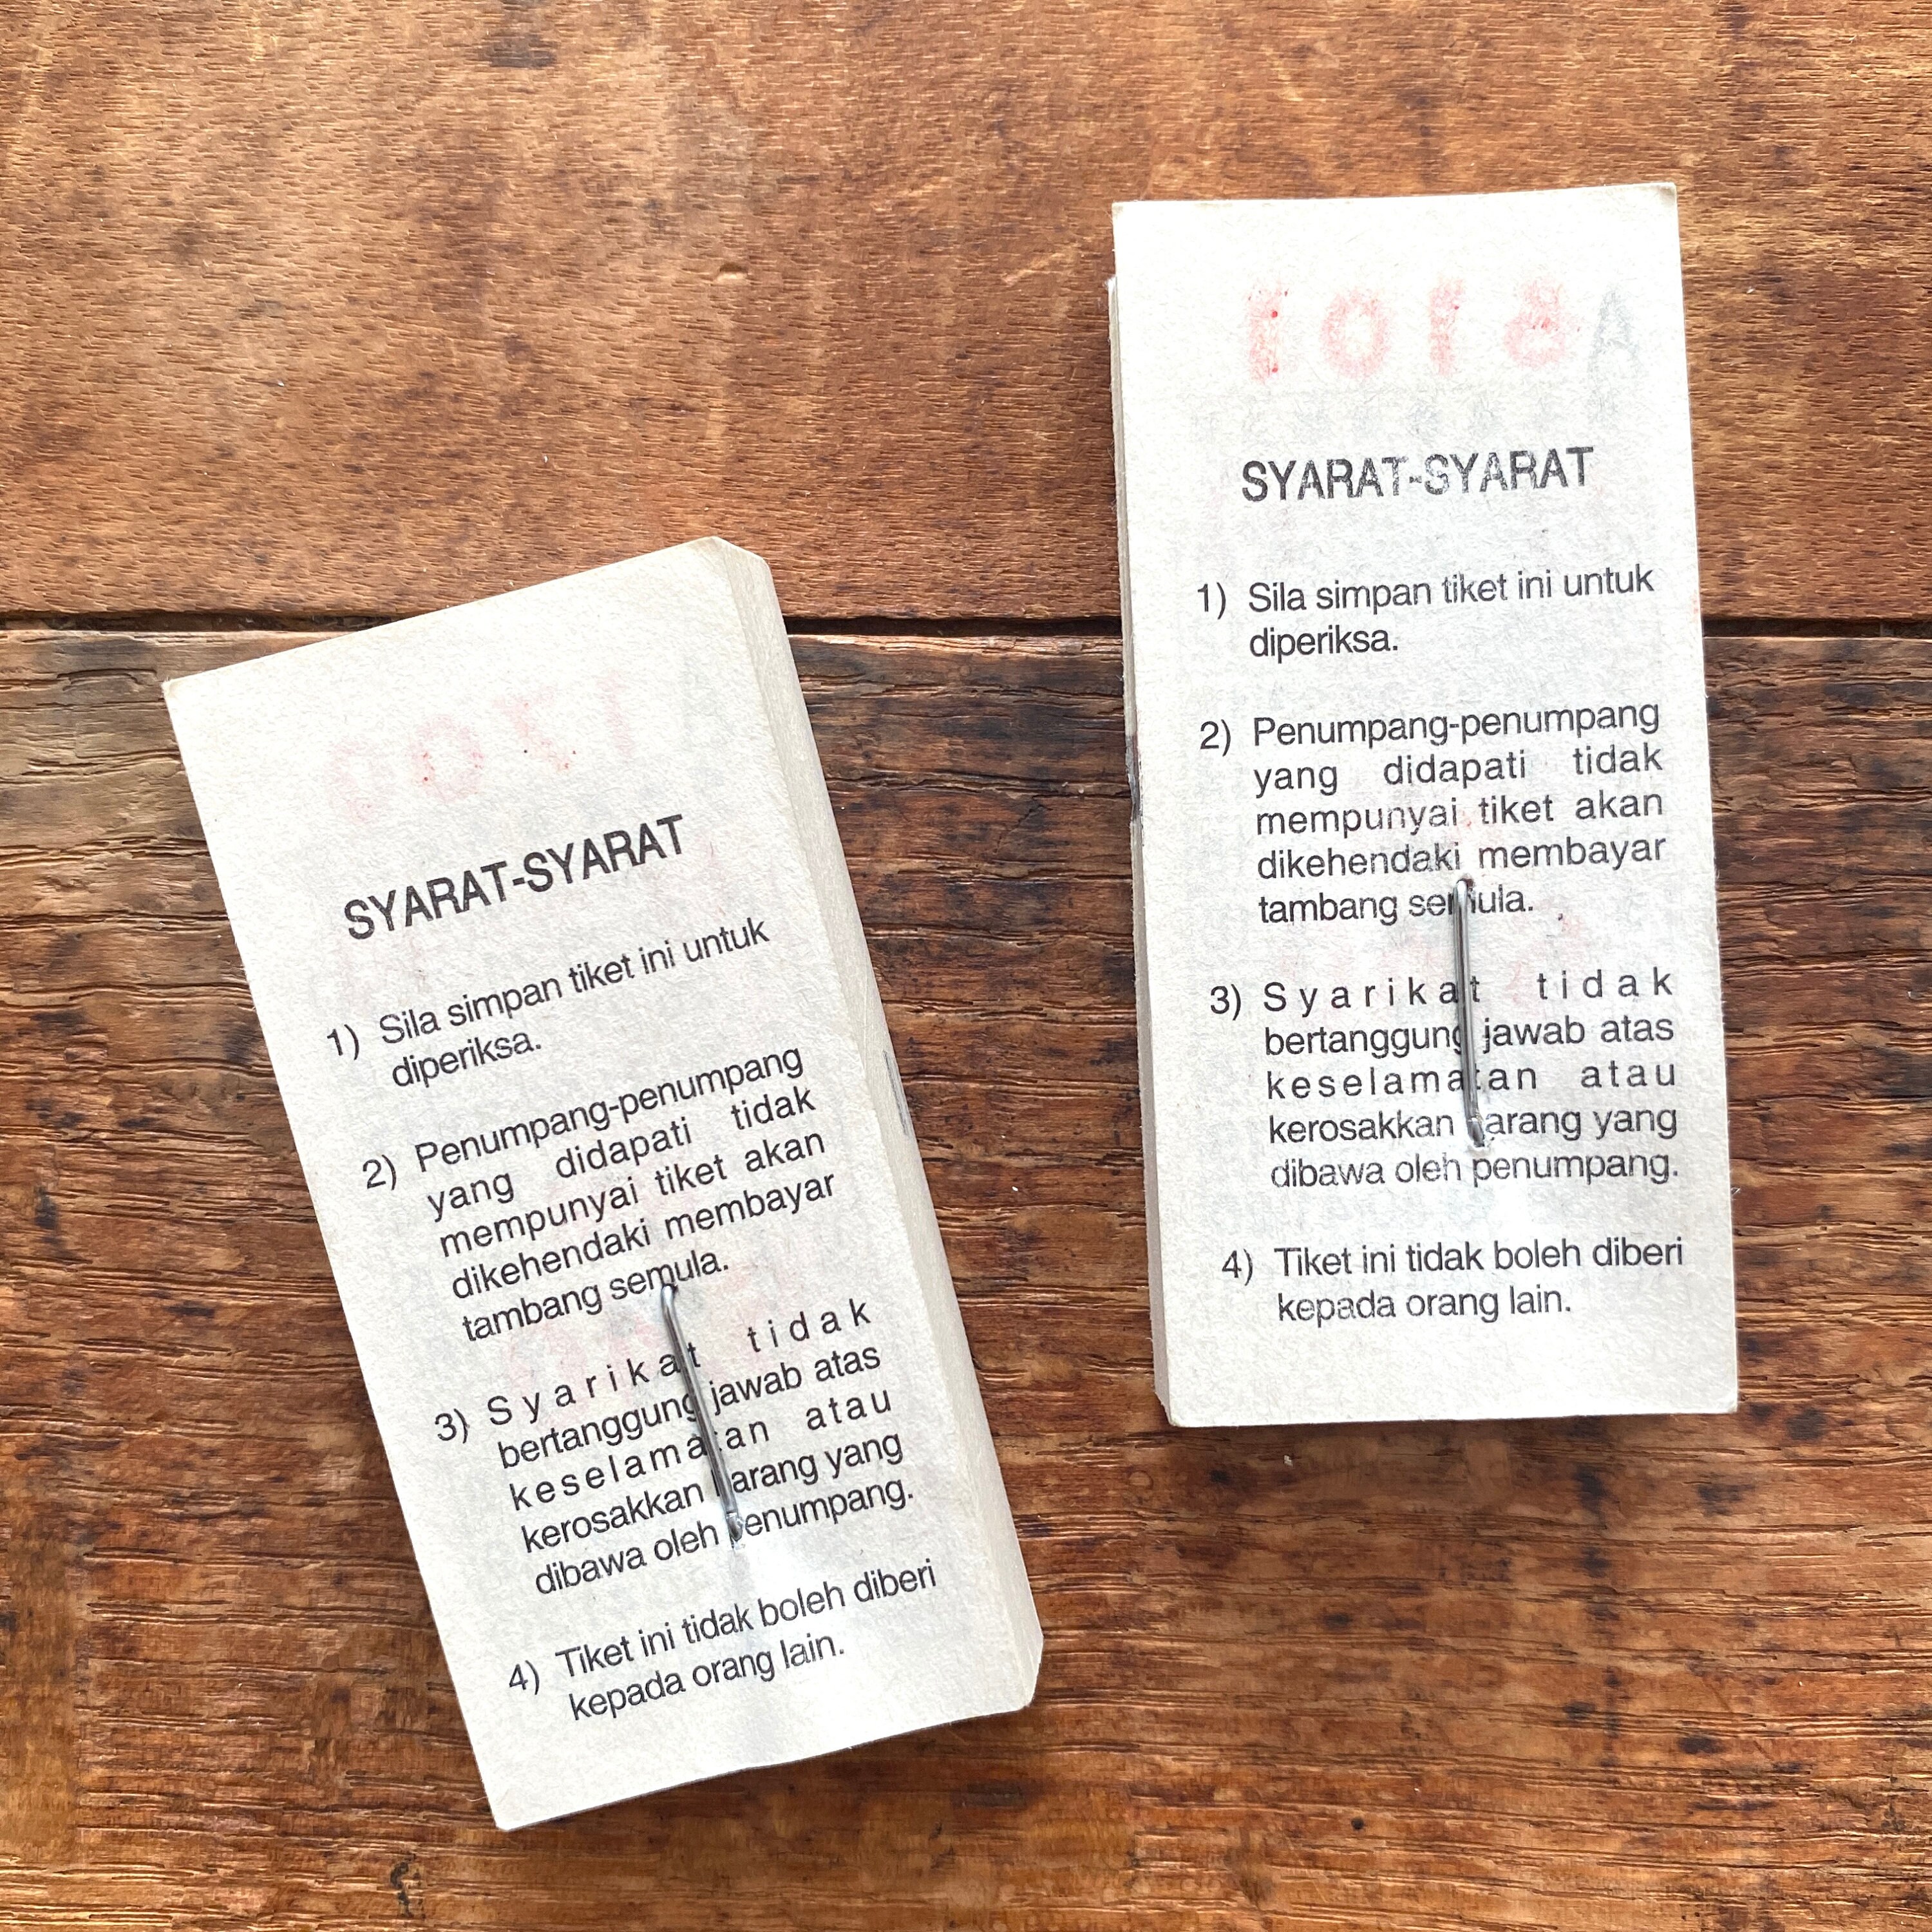 SYARAT-SYARAT
1) Sila simpan tiket ini untuk
diperiksa.
2) Penumpang-penumpang
yang didapati tidak
mempunyai tiket akan
dikehendaki membayar
tambang semula.
3) Syarikat tidak
bertanggung jawab atas
keselamatan atau
kerosakkan barang yang
dibawa oleh penumpang.
4) Tiket ini tidak boleh diberi
kepada orang lain.
SYARAT-SYARAT
1) Sila simpan tiket ini untuk
diperiksa.
2) Penumpang-penumpang
yang didapati tidak
mempunyai tiket akan
dikehendaki membayar
tambang semula.
3) Syarikat tidak
bertanggung jawab atas
keselamatan atau
kerosakkan barang yang
dibawa oleh penumpang.
4) Tiket ini tidak boleh diberi
kepada orang lain.